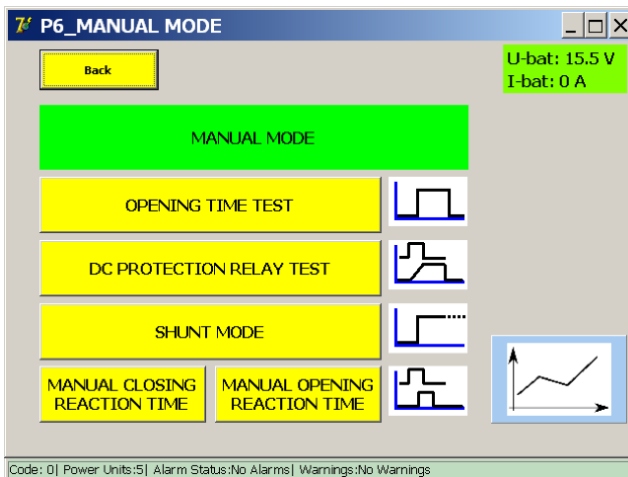 P6_MANUAL MODE
Back
U-bat: 15.5 V
I-bat: 0 A
MANUAL MODE
OPENING TIME TEST
DC PROTECTION RELAY TEST
SHUNT MODE
MANUAL CLOSING
REACTION TIME
MANUAL OPENING
REACTION TIME
Code: 0| Power Units:5| Alarm Status:No Alarms| Warnings:No Warnings